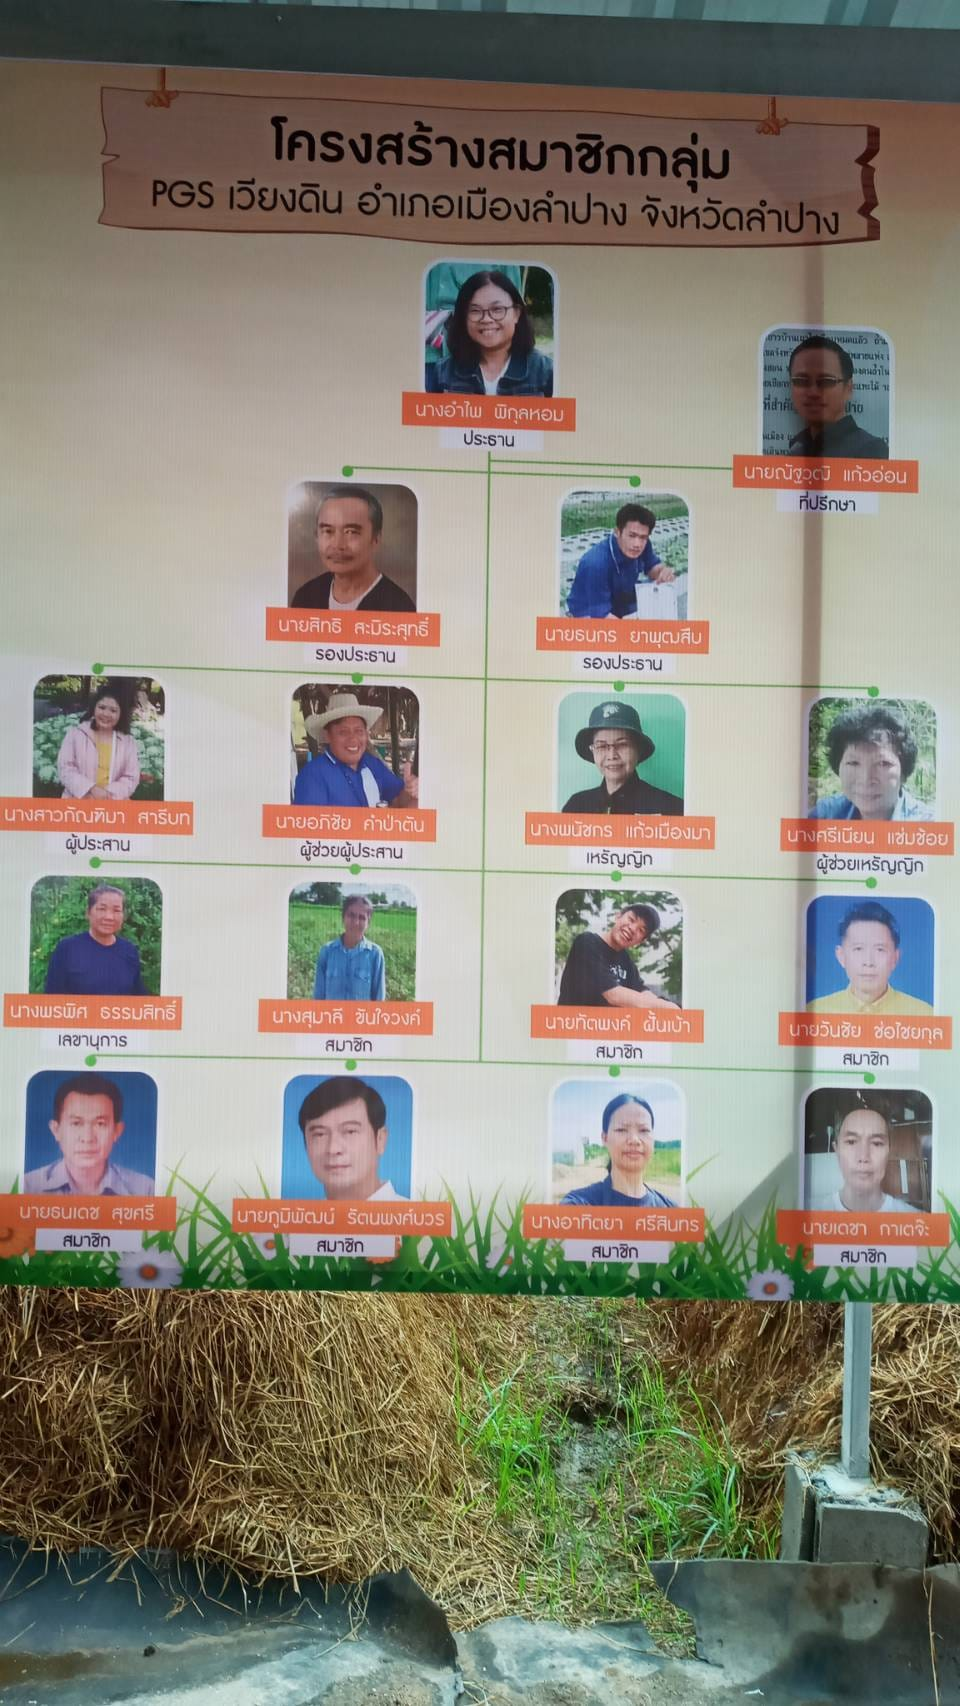 โครงสร้างสมาชิกกลุ่ม
PGS เวียงดิน อำเภอเมืองลำปาง จังหวัดลำปาง
นางอำไพ พิกุลหอม
ประธาน
นายณัฐวุฒิ แก้วอ่อน
ที่ปรึกษา
นายสิทธิ สะมิระสุทธิ์
รองประธาน
นายธนกร ยาพุฒสืบ
รองประธาน
นางสาวกัณฑิมา สารีบท
ผู้ประสาน
นายอภิชัย คำป่าตัน
ผู้ช่วยผู้ประสาน
นางพนัชกร แก้วเมืองมา
เหรัญญิก
นางศรีเนียน แช่มช้อย
ผู้ช่วยเหรัญญิก
นางพรพิศ ธรรมสิทธิ์
เลขานุการ
นางสุมาลี ขันใจวงค์
สมาชิก
นายทัตพงค์ ฝั้นเบ้า
สมาชิก
นายวันชัย ช่อไชยกุล
สมาชิก
นายธนเดช สุขศรี
สมาชิก
นายภูมิพัฒน์ รัตนพงศ์บวร
สมาชิก
นางอาทิตยา ศรีสินทร
สมาชิก
นายเดชา กาเตจ๊ะ
สมาชิก